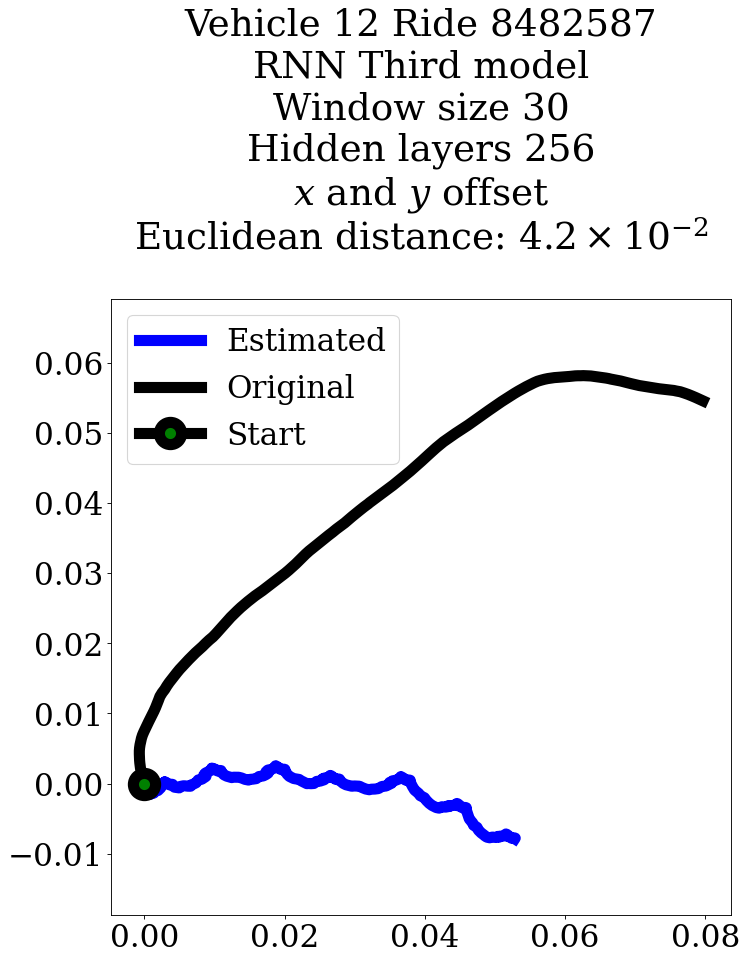 Vehicle 12 Ride 8482587
RNN Third model
Window size 30
Hidden layers 256
x and y offset
Euclidean distance: 4.2 × 10⁻²
Estimated
Original
Start
0.06
0.05
0.04
0.03
0.02
0.01
0.00
−0.01
0.00 0.02 0.04 0.06 0.08